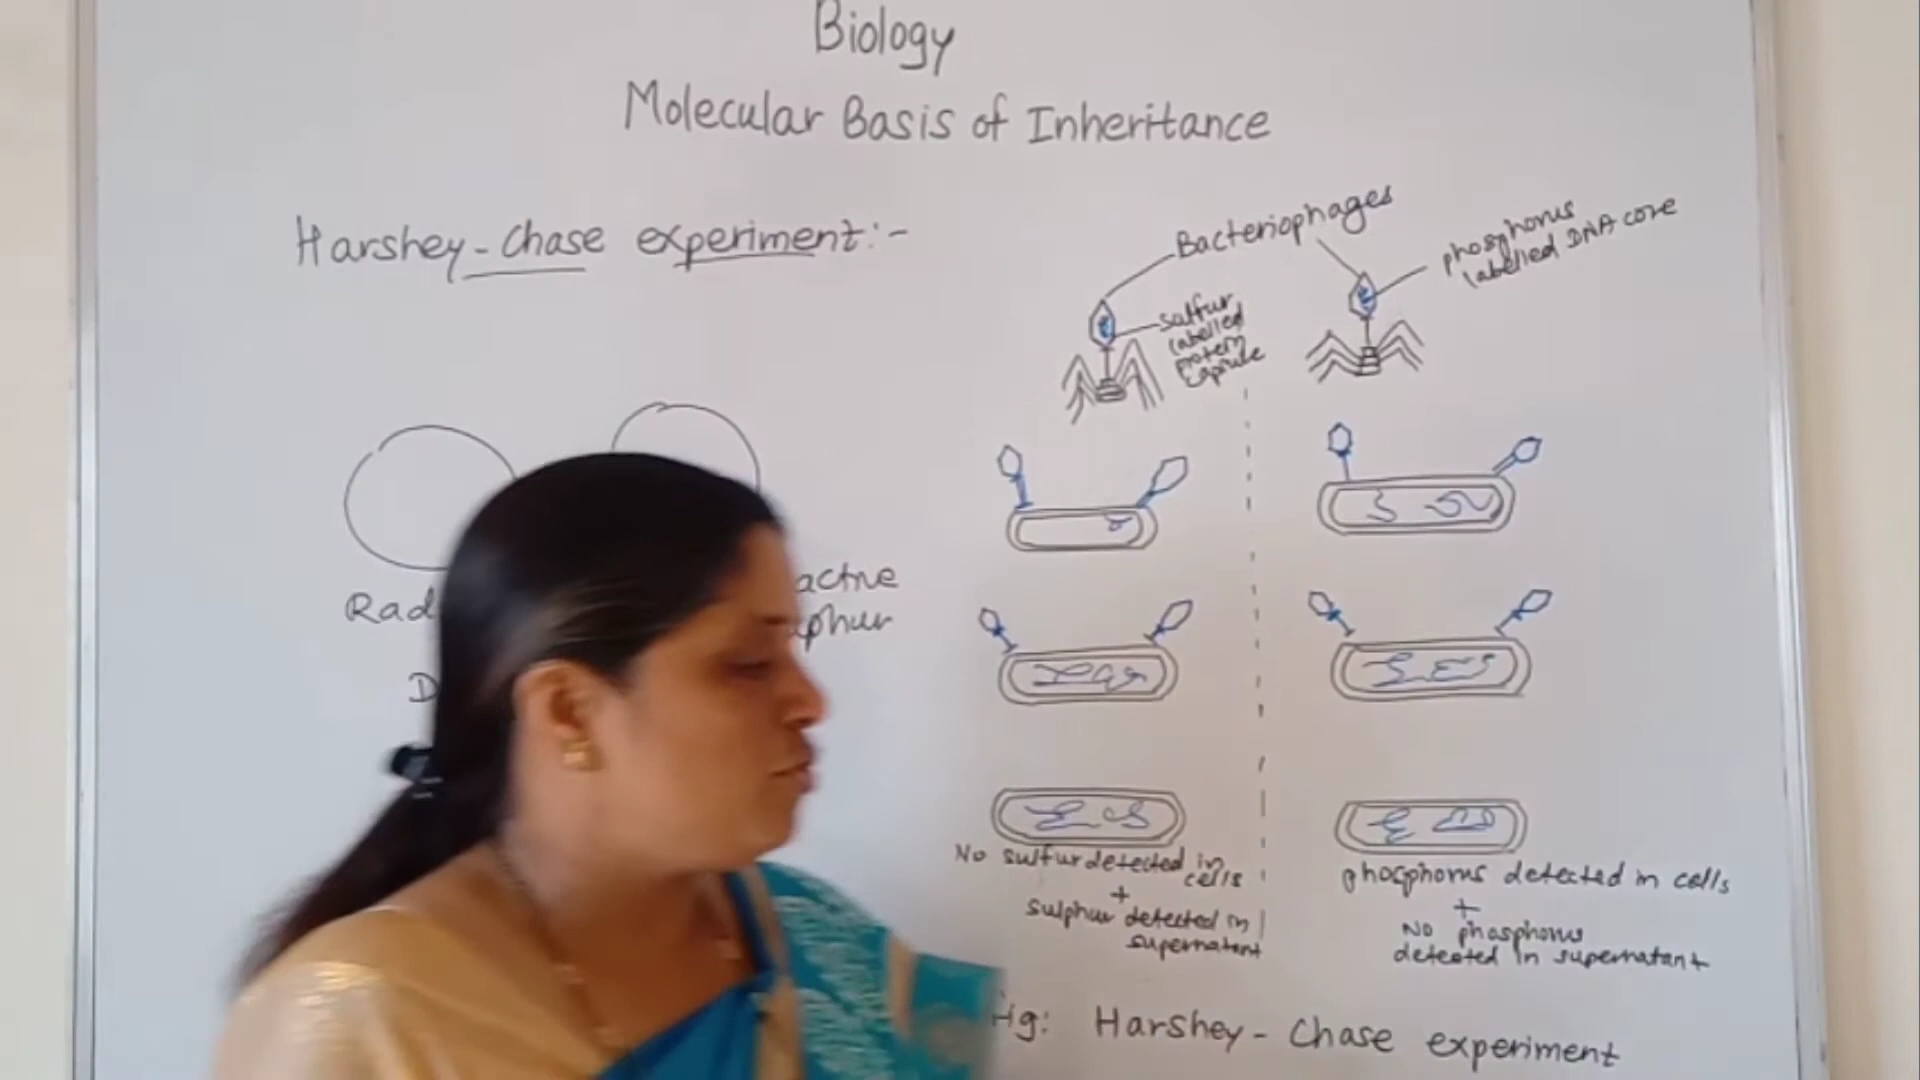 Biology
Molecular Basis of Inheritance
Harshey - Chase experiment :-
Bacteriophages
phosphorus
labelled DNA core
Sulfur
labelled
protein
Capsule
Rad
active
phur
D
No sulfur detected in
cells
+
Sulphur detected in
supernatant
phosphorus detected in cells
+
No phosphorus
detected in supernatant
ig: Harshey - Chase experiment